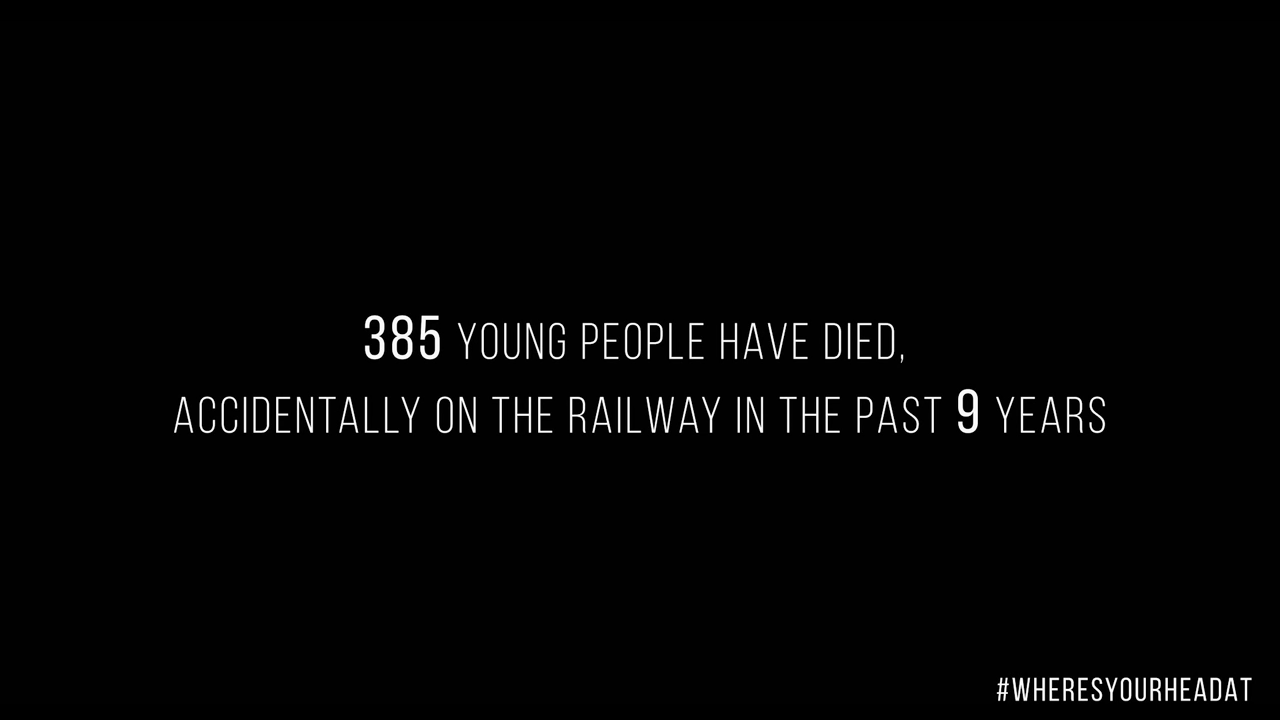 385 YOUNG PEOPLE HAVE DIED,
ACCIDENTALLY ON THE RAILWAY IN THE PAST 9 YEARS
#WHERESYOURHEADAT